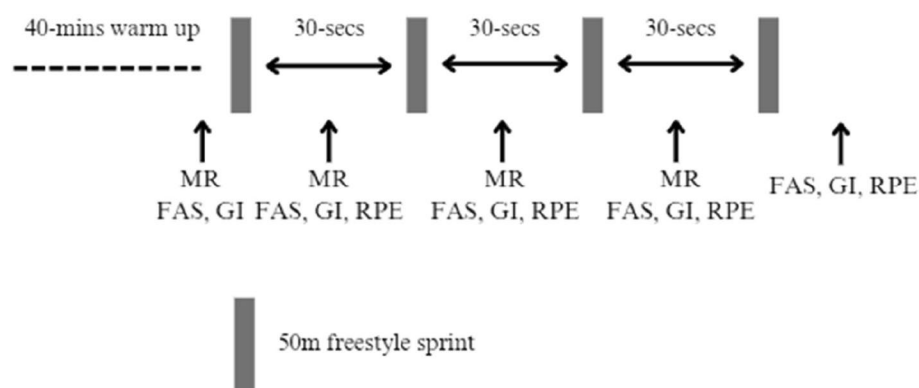 40-mins warm up
30-secs
30-secs
30-secs
MR
FAS, GI
MR
FAS, GI, RPE
MR
FAS, GI, RPE
MR
FAS, GI, RPE
FAS, GI, RPE
50m freestyle sprint